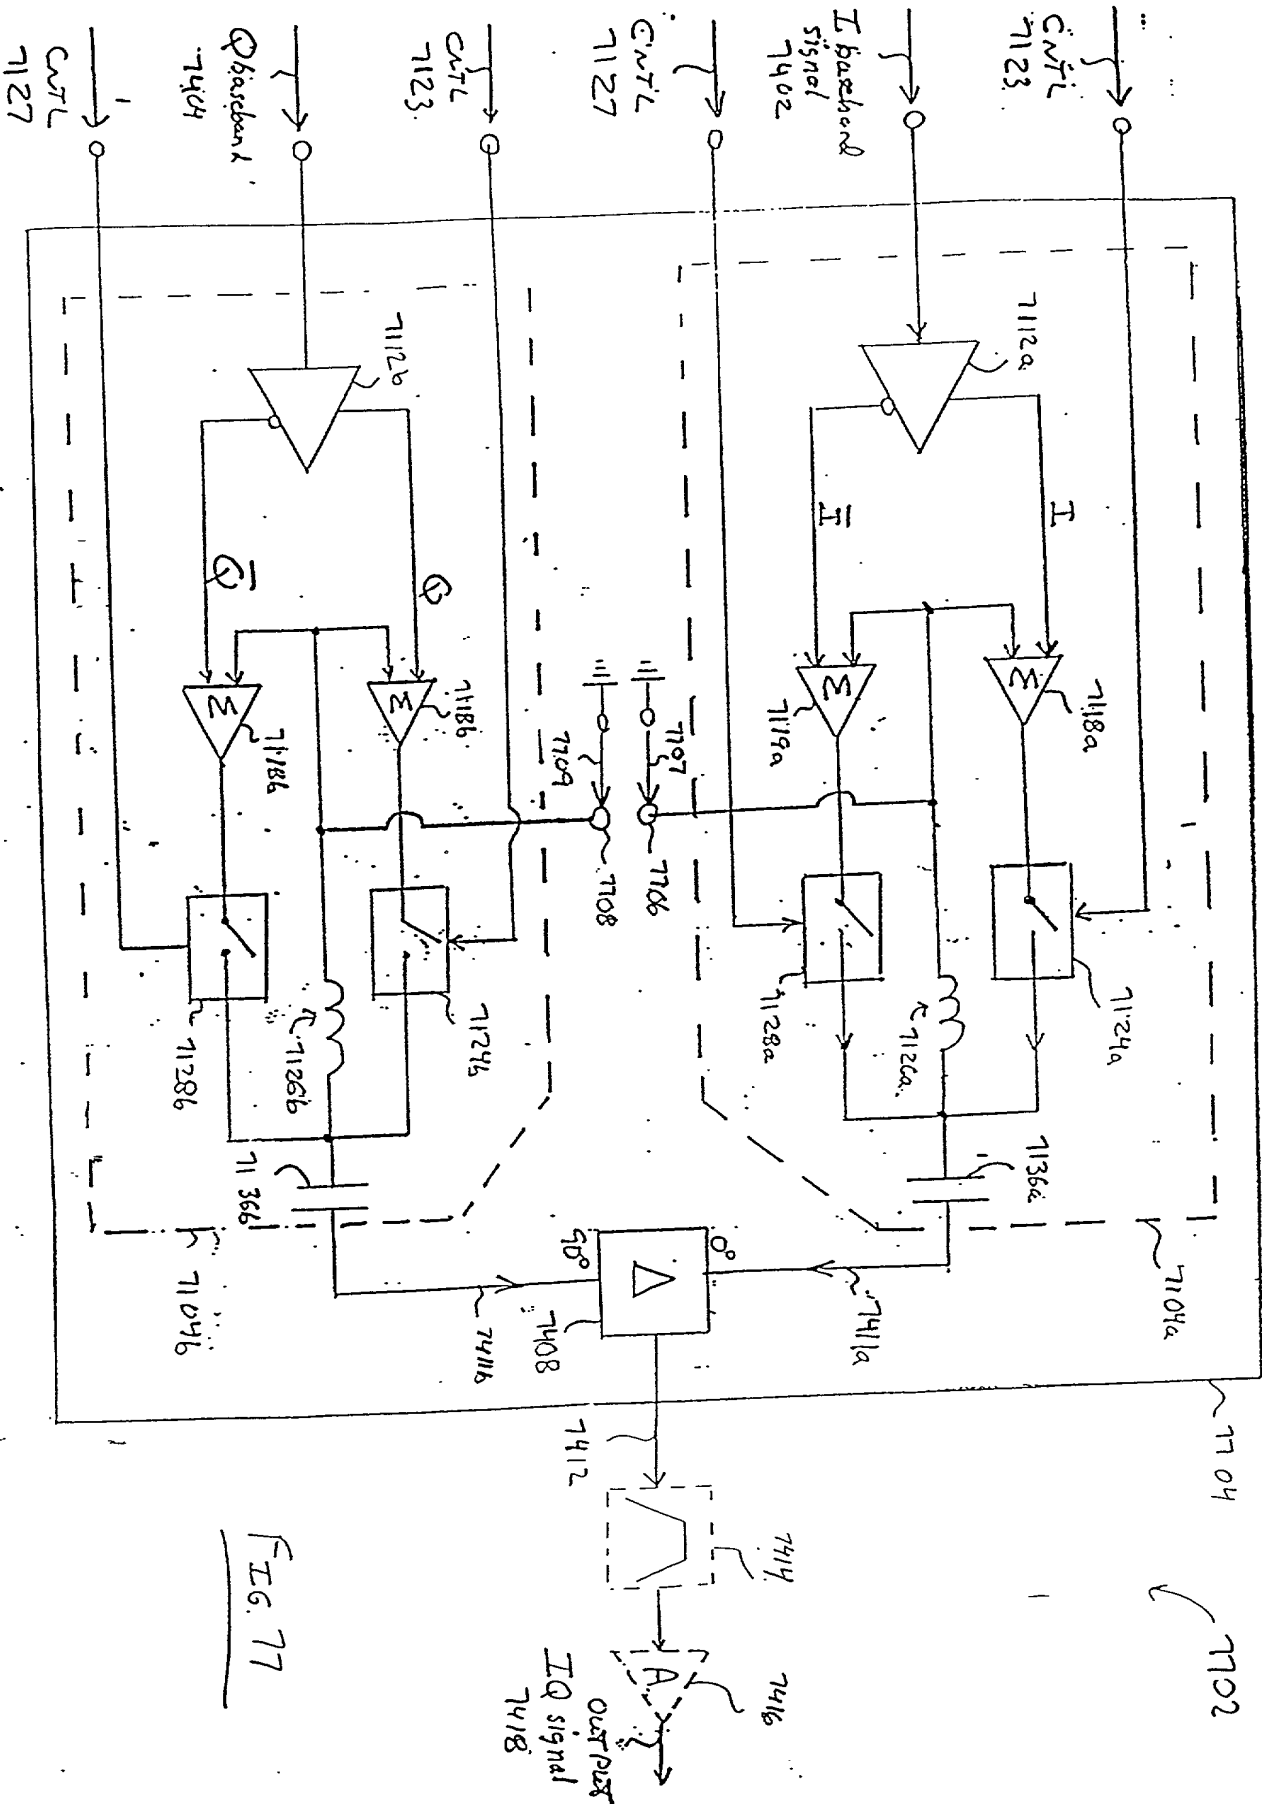 CNTL
7123
I baseband
signal
7402
CNTL
7127
CNTL
7123
Q baseband
7404
CNTL
7127
7112a
I
I̅
Σ
7118a
Σ
7119a
7124a
7126a
7128a
7136a
7104a
7411a
7707
7706
7709
7708
7112b
Q
Q̅
Σ
7118b
Σ
7118b
7124b
7126b
7128b
7136b
7104b
7411b
0°
90°
7408
7412
7414
A
7416
OUTPUT
IQ signal
7418
7704
7702
FIG. 77